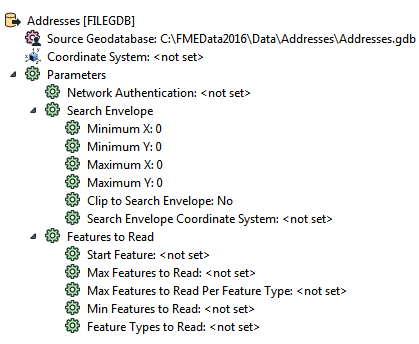 Addresses [FILEGDB]
Source Geodatabase: C:\FMEData2016\Data\Addresses\Addresses.gdb
Coordinate System: <not set>
Parameters
Network Authentication: <not set>
Search Envelope
Minimum X: 0
Minimum Y: 0
Maximum X: 0
Maximum Y: 0
Clip to Search Envelope: No
Search Envelope Coordinate System: <not set>
Features to Read
Start Feature: <not set>
Max Features to Read: <not set>
Max Features to Read Per Feature Type: <not set>
Min Features to Read: <not set>
Feature Types to Read: <not set>